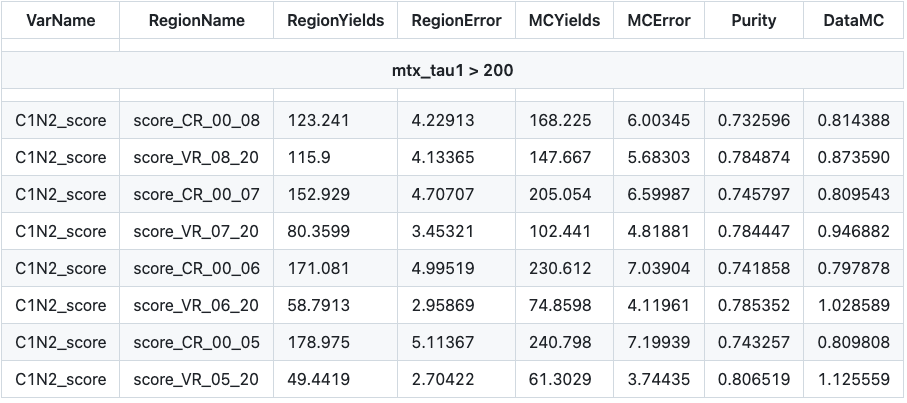 VarName RegionName RegionYields RegionError MCYields MCError Purity DataMC
mtx_tau1 > 200
C1N2_score score_CR_00_08 123.241 4.22913 168.225 6.00345 0.732596 0.814388
C1N2_score score_VR_08_20 115.9 4.13365 147.667 5.68303 0.784874 0.873590
C1N2_score score_CR_00_07 152.929 4.70707 205.054 6.59987 0.745797 0.809543
C1N2_score score_VR_07_20 80.3599 3.45321 102.441 4.81881 0.784447 0.946882
C1N2_score score_CR_00_06 171.081 4.99519 230.612 7.03904 0.741858 0.797878
C1N2_score score_VR_06_20 58.7913 2.95869 74.8598 4.11961 0.785352 1.028589
C1N2_score score_CR_00_05 178.975 5.11367 240.798 7.19939 0.743257 0.809808
C1N2_score score_VR_05_20 49.4419 2.70422 61.3029 3.74435 0.806519 1.125559